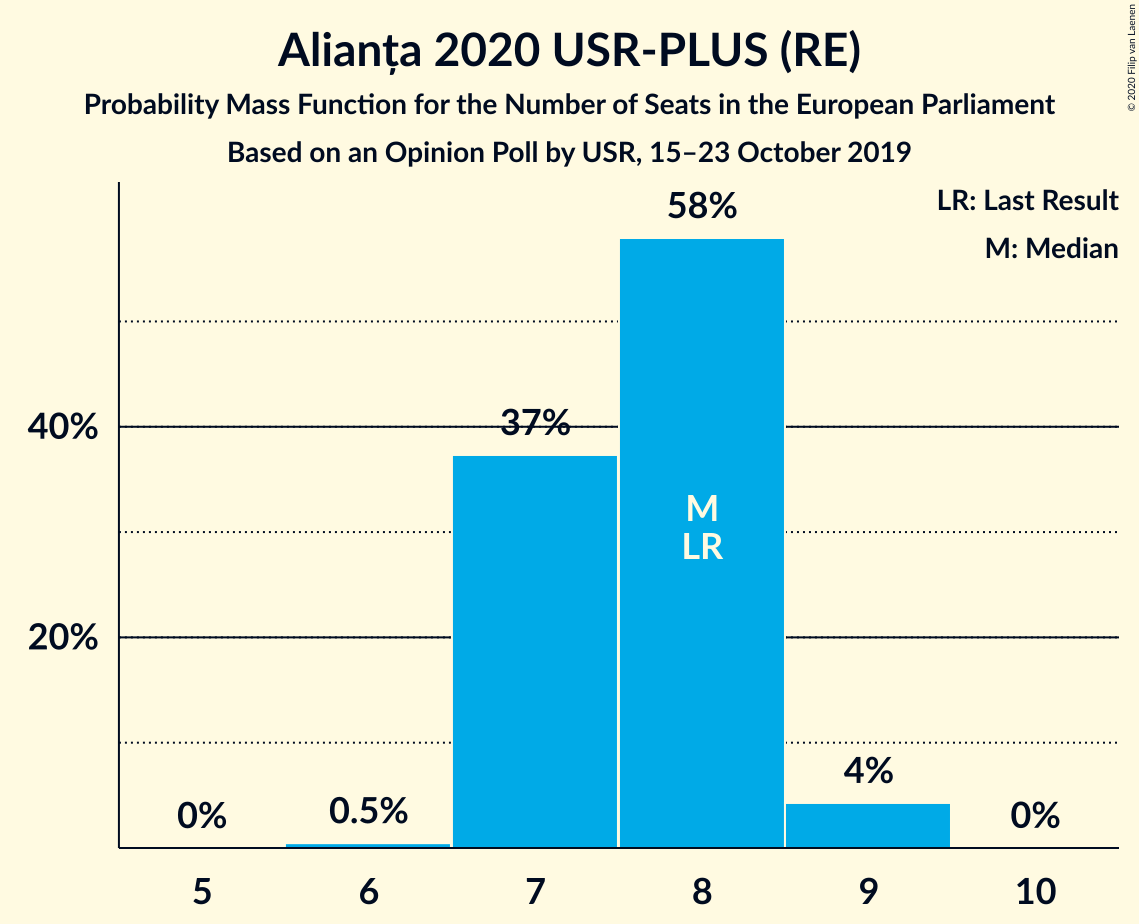 Alianța 2020 USR-PLUS (RE)
Probability Mass Function for the Number of Seats in the European Parliament
Based on an Opinion Poll by USR, 15–23 October 2019
© 2020 Filip van Laenen
LR: Last Result
M: Median
58%
40%
37%
M
LR
20%
4%
0.5%
0%
0%
5 6 7 8 9 10